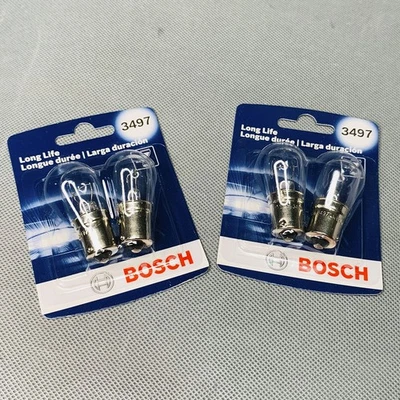 3497
Long Life
Longue durée | Larga duración
BOSCH
3497
Long Life
Longue durée | Larga duración
BOSCH